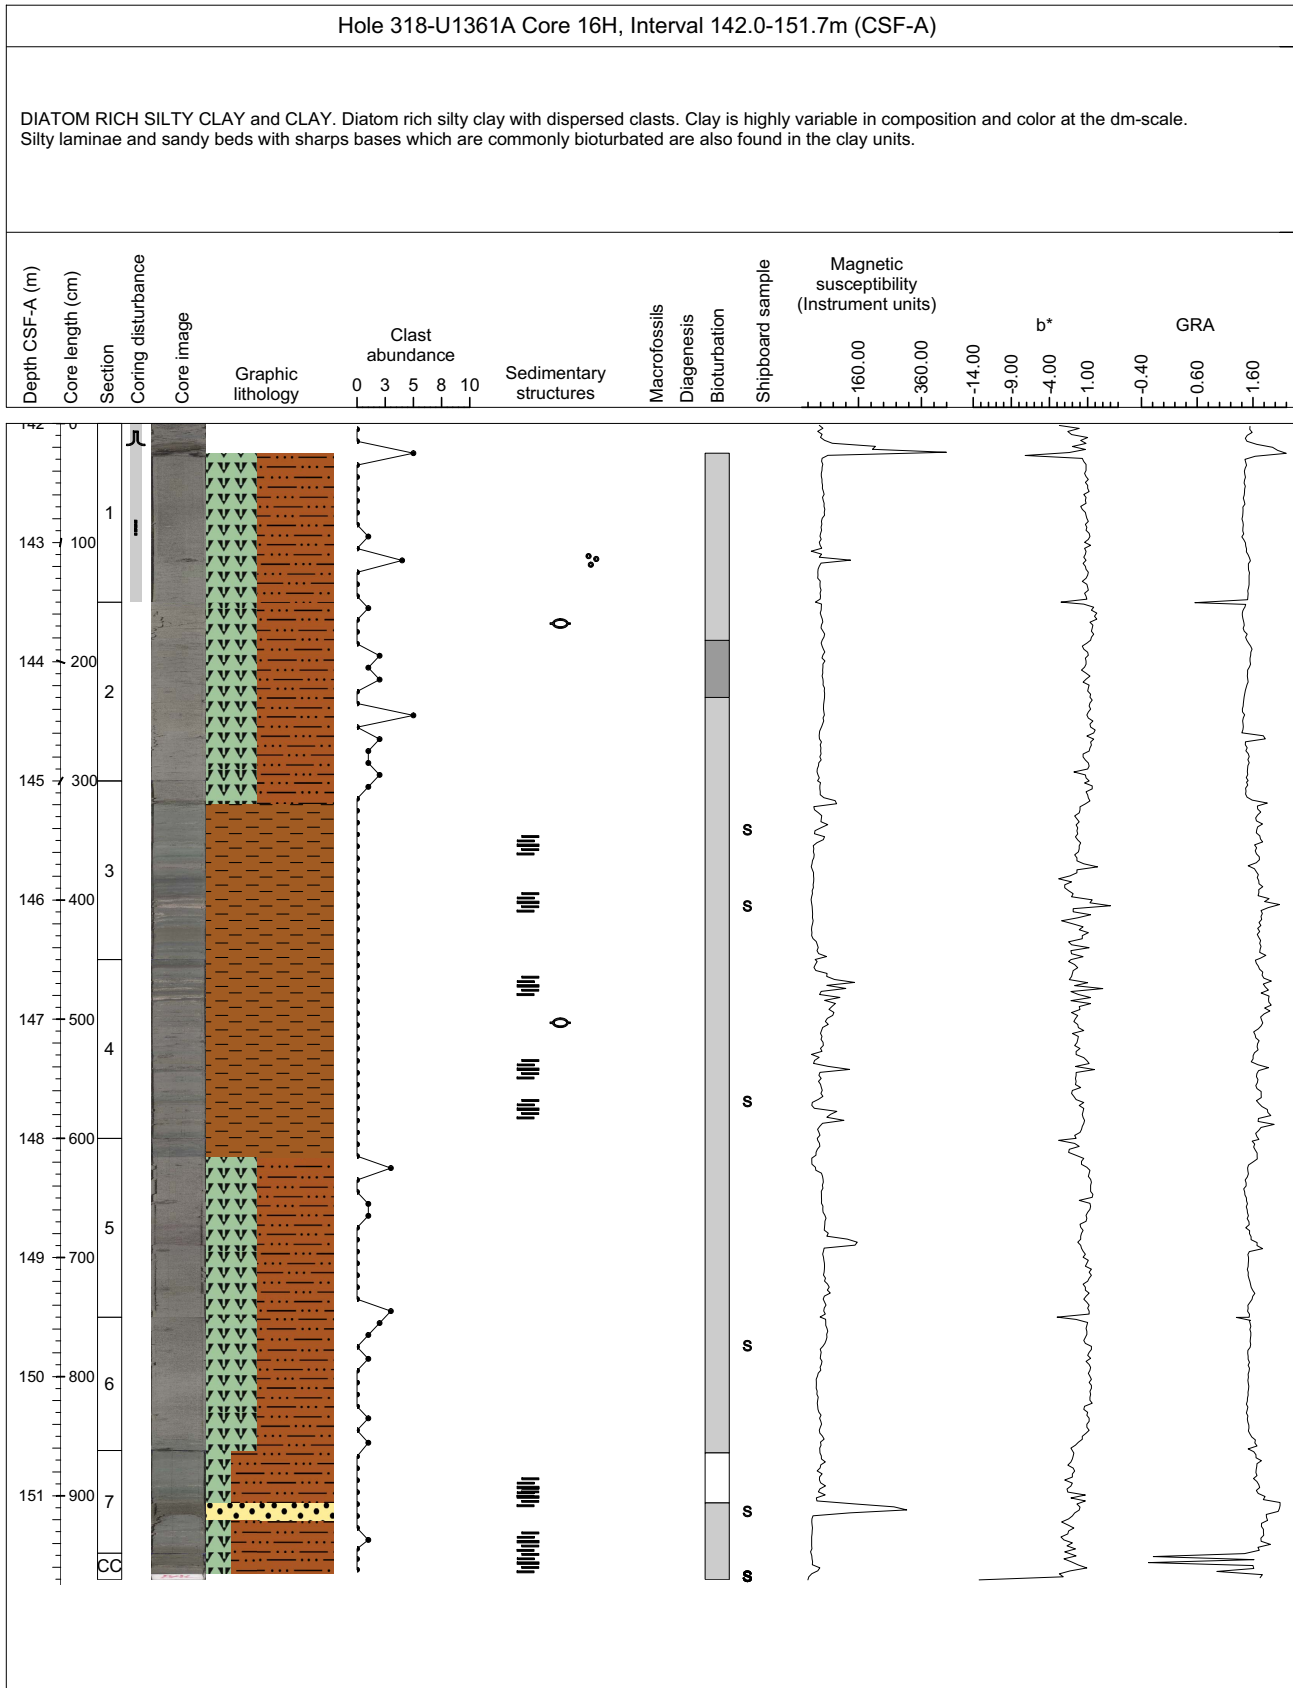 Hole 318-U1361A Core 16H, Interval 142.0-151.7m (CSF-A)
DIATOM RICH SILTY CLAY and CLAY. Diatom rich silty clay with dispersed clasts. Clay is highly variable in composition and color at the dm-scale.
Silty laminae and sandy beds with sharps bases which are commonly bioturbated are also found in the clay units.
Depth CSF-A (m)
Core length (cm)
Section
Coring disturbance
Core image
Graphic
lithology
Clast
abundance
0 3 5 8 10
Sedimentary
structures
Macrofossils
Diagenesis
Bioturbation
Shipboard sample
Magnetic
susceptibility
(Instrument units)
160.00
360.00
b*
-14.00
-9.00
-4.00
1.00
GRA
-0.40
0.60
1.60
142 0
1
143 100
144 200
2
145 300
S
3
146 400
S
147 500
4
S
148 600
5
149 700
S
150 800
6
151 900
7
S
CC
S